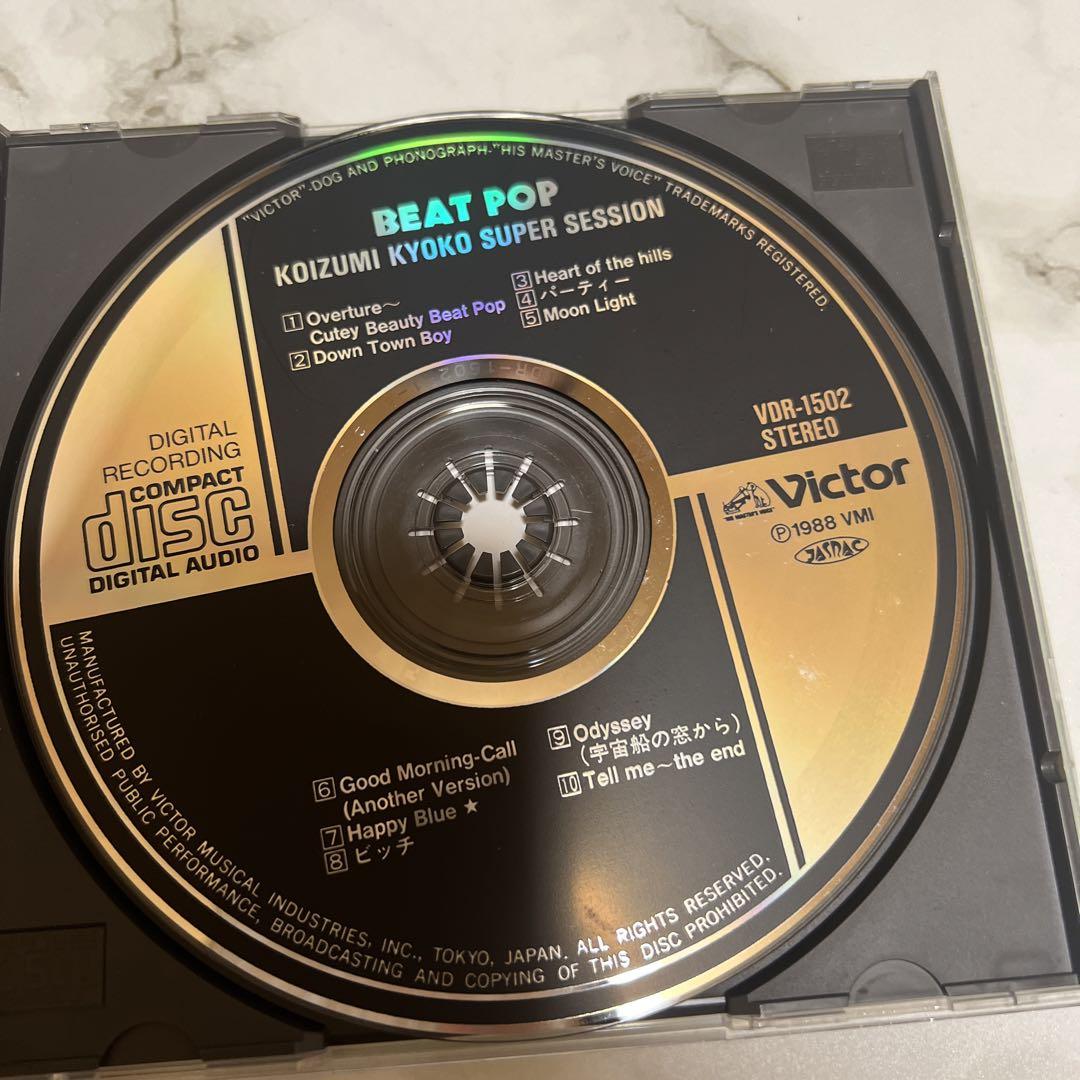 "VICTOR"-DOG AND PHONOGRAPH-"HIS MASTER'S VOICE" TRADEMARKS REGISTERED.
BEAT POP
KOIZUMI KYOKO SUPER SESSION
1 Overture〜
Cutey Beauty Beat Pop
2 Down Town Boy
3 Heart of the hills
4 パーティー
5 Moon Light
VDR-1502
STEREO
DIGITAL
RECORDING
COMPACT
disc
DIGITAL AUDIO
"HIS MASTER'S VOICE"
Victor
Ⓟ1988 VMI
JASRAC
6 Good Morning-Call
(Another Version)
7 Happy Blue ★
8 ビッチ
9 Odyssey
(宇宙船の窓から)
10 Tell me〜the end
MANUFACTURED BY VICTOR MUSICAL INDUSTRIES, INC., TOKYO, JAPAN. ALL RIGHTS RESERVED.
UNAUTHORISED PUBLIC PERFORMANCE, BROADCASTING AND COPYING OF THIS DISC PROHIBITED.